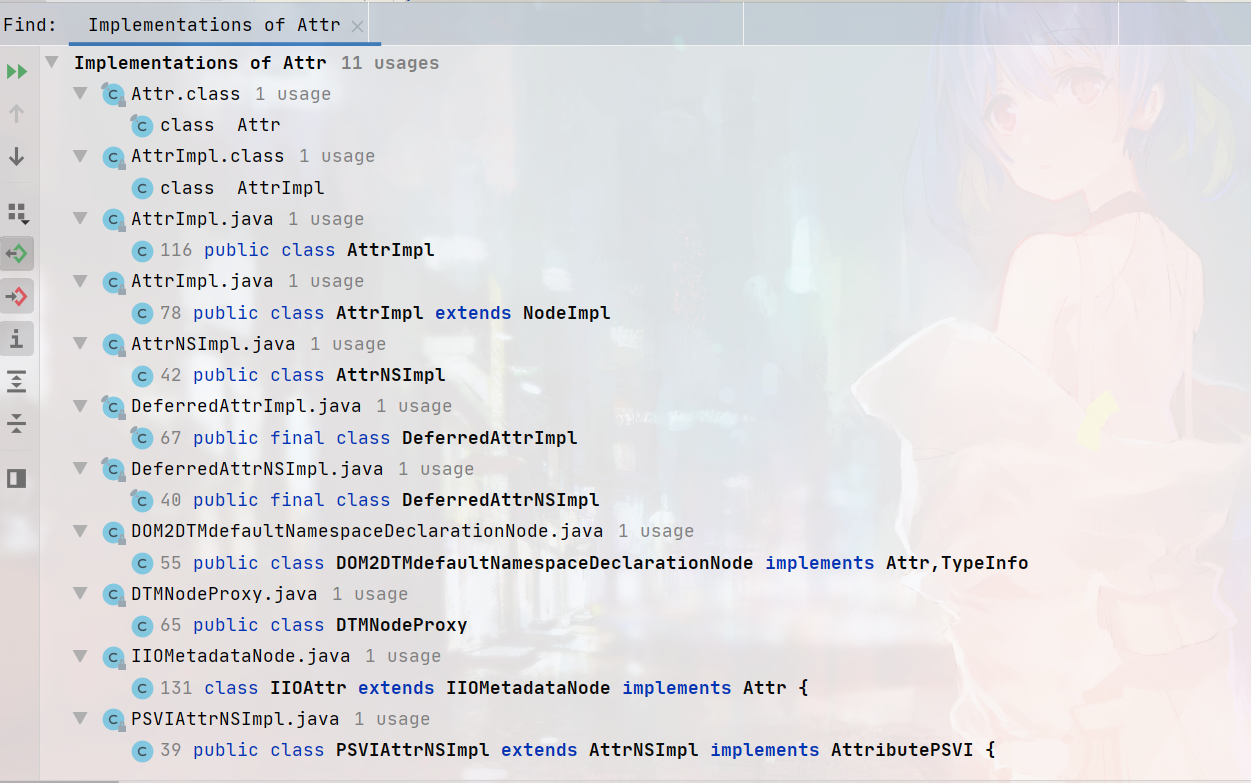 Find: Implementations of Attr
Implementations of Attr 11 usages
Attr.class 1 usage
class Attr
AttrImpl.class 1 usage
class AttrImpl
AttrImpl.java 1 usage
116 public class AttrImpl
AttrImpl.java 1 usage
78 public class AttrImpl extends NodeImpl
AttrNSImpl.java 1 usage
42 public class AttrNSImpl
DeferredAttrImpl.java 1 usage
67 public final class DeferredAttrImpl
DeferredAttrNSImpl.java 1 usage
40 public final class DeferredAttrNSImpl
DOM2DTMdefaultNamespaceDeclarationNode.java 1 usage
55 public class DOM2DTMdefaultNamespaceDeclarationNode implements Attr,TypeInfo
DTMNodeProxy.java 1 usage
65 public class DTMNodeProxy
IIOMetadataNode.java 1 usage
131 class IIOAttr extends IIOMetadataNode implements Attr {
PSVIAttrNSImpl.java 1 usage
39 public class PSVIAttrNSImpl extends AttrNSImpl implements AttributePSVI {